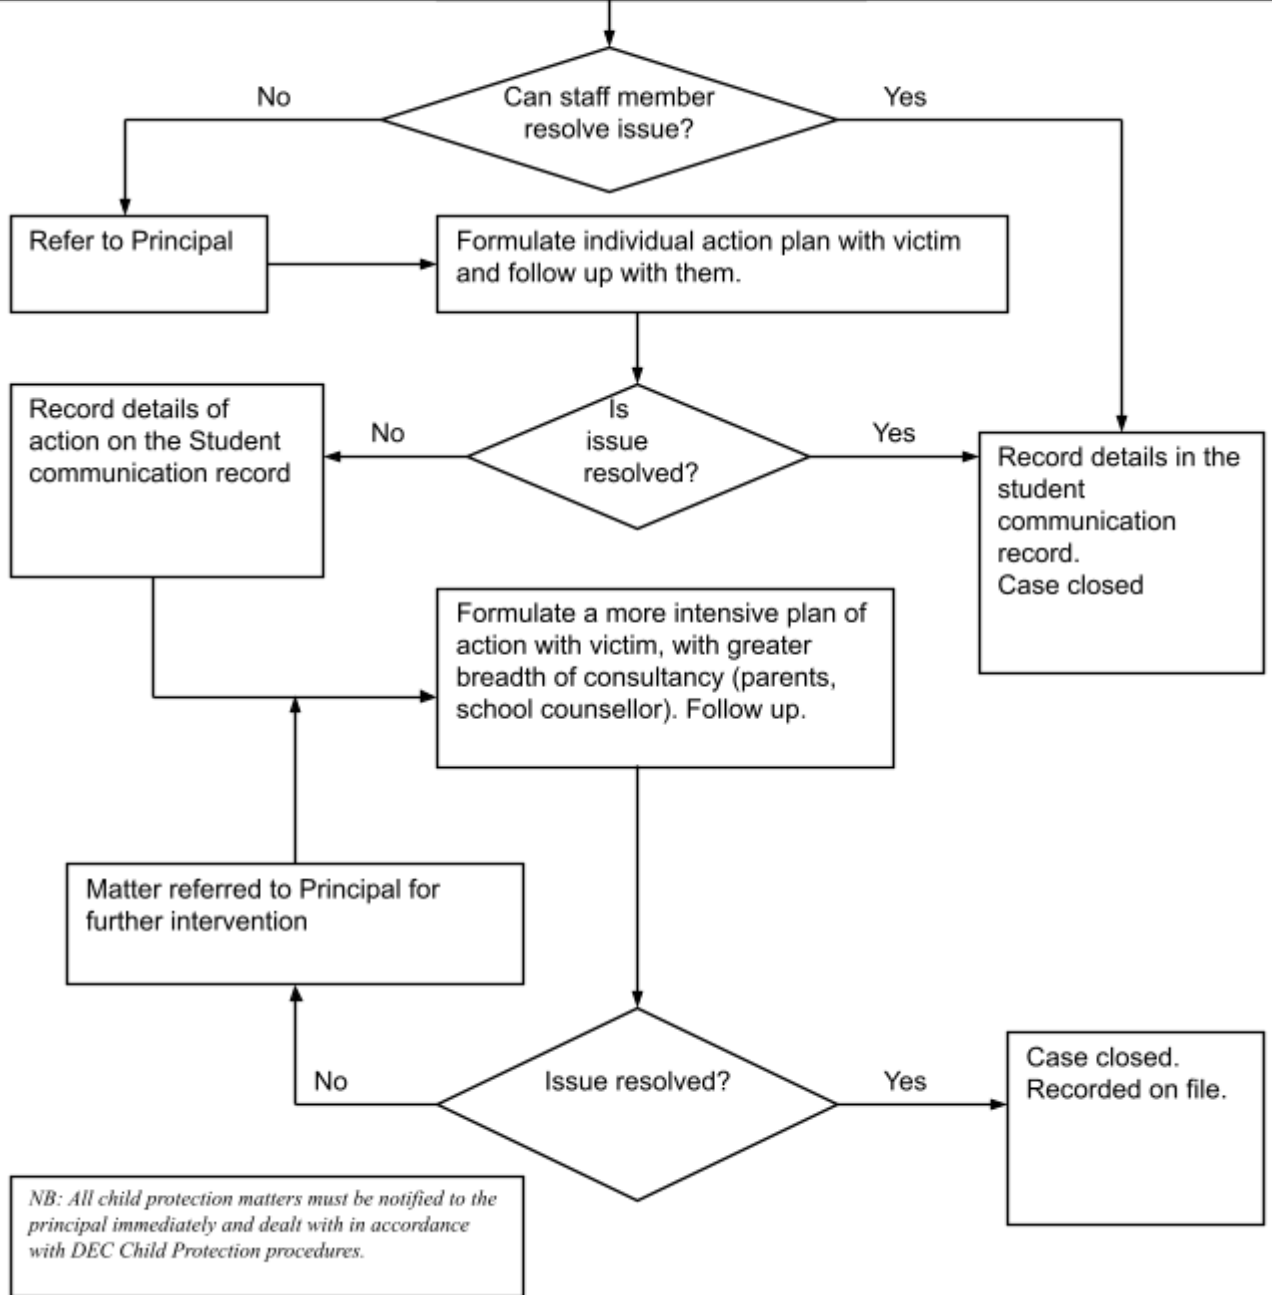 Can staff member
resolve issue?
No
Yes
Refer to Principal
Formulate individual action plan with victim
and follow up with them.
Record details of
action on the Student
communication record
No
Is
issue
resolved?
Yes
Record details in the
student
communication
record.
Case closed
Formulate a more intensive plan of
action with victim, with greater
breadth of consultancy (parents,
school counsellor). Follow up.
Matter referred to Principal for
further intervention
No
Issue resolved?
Yes
Case closed.
Recorded on file.
NB: All child protection matters must be notified to the
principal immediately and dealt with in accordance
with DEC Child Protection procedures.